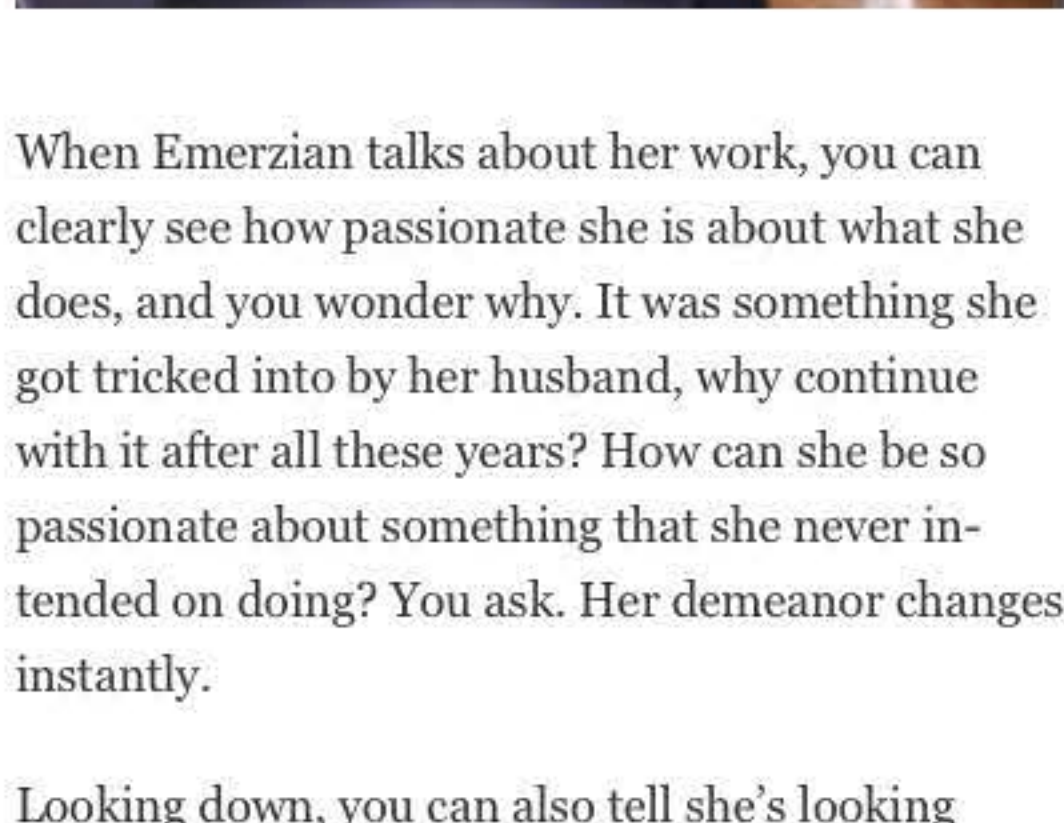 When Emerzian talks about her work, you can
clearly see how passionate she is about what she
does, and you wonder why. It was something she
got tricked into by her husband, why continue
with it after all these years? How can she be so
passionate about something that she never in-
tended on doing? You ask. Her demeanor changes
instantly.
Looking down, you can also tell she’s looking